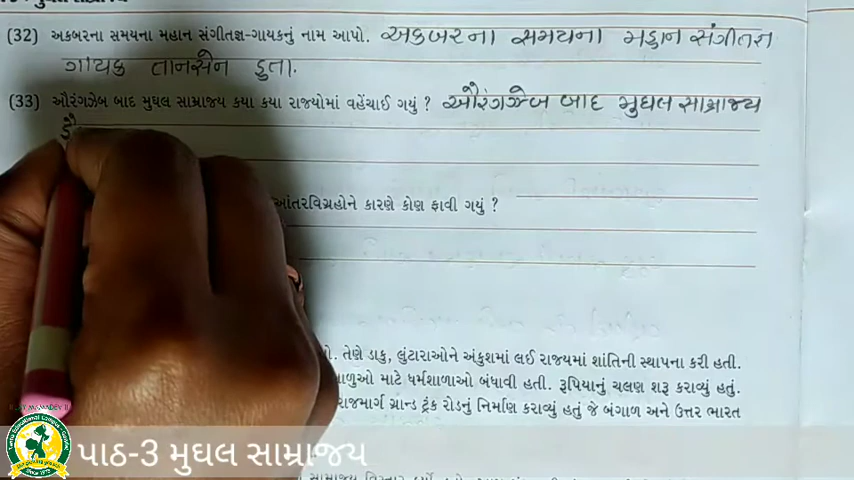 (32) અકબરના સમયના મહાન સંગીતજ્ઞ-ગાયકનું નામ આપો. અકબરના સમયના મહાન સંગીતજ્ઞ
ગાયક તાનસેન હતા.
(33) ઔરંગઝેબ બાદ મુઘલ સામ્રાજ્ય ક્યા ક્યા રાજ્યોમાં વહેંચાઈ ગયું ? ઔરંગઝેબ બાદ મુઘલ સામ્રાજ્ય
હૈ
આંતરવિગ્રહોને કારણે કોણ ફાવી ગયું ?
તેણે ડાકુ, લુંટારાઓને અંકુશમાં લઈ રાજ્યમાં શાંતિની સ્થાપના કરી હતી.
માટે ધર્મશાળાઓ બંધાવી હતી. રૂપિયાનું ચલણ શરૂ કરાવ્યું હતું.
રાજમાર્ગ ગ્રાન્ડ ટ્રંક રોડનું નિર્માણ કરાવ્યું હતું જે બંગાળ અને ઉત્તર ભારત
પાઠ-3 મુઘલ સામ્રાજ્ય